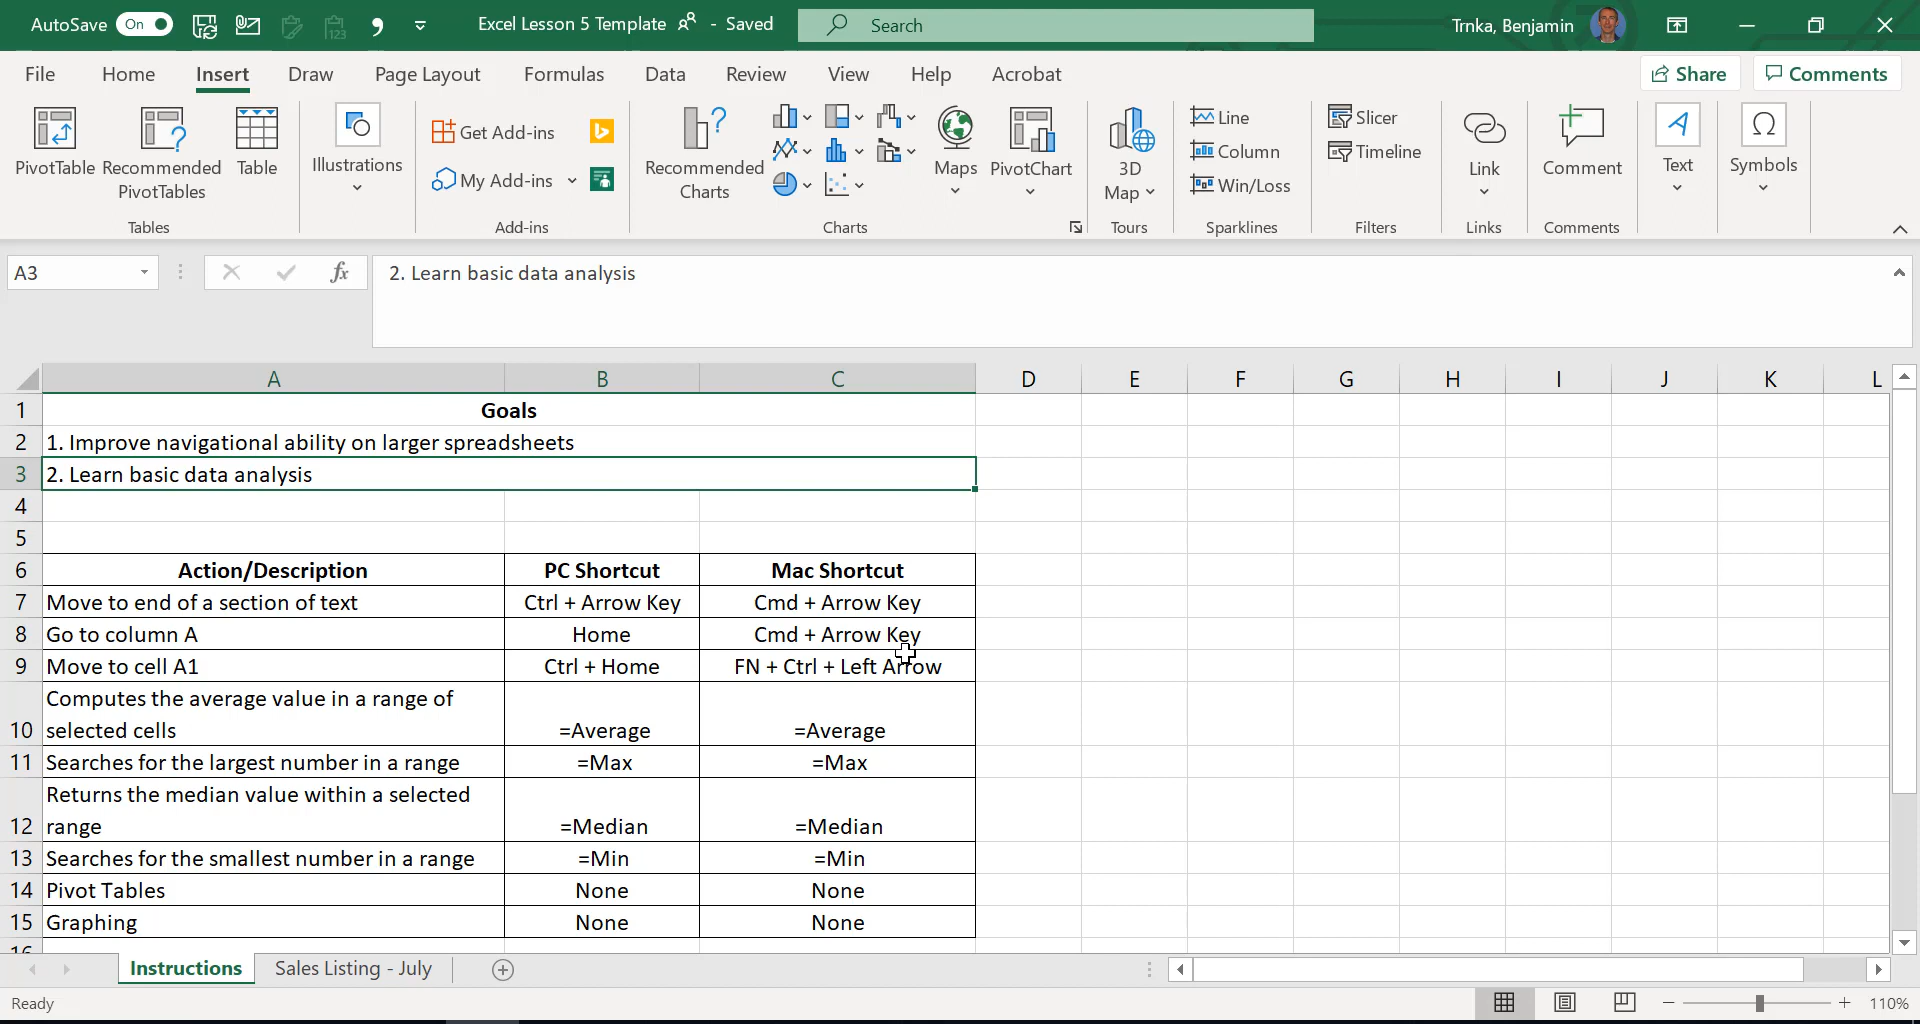 AutoSave On Excel Lesson 5 Template - Saved Search Trnka, Benjamin
File Home Insert Draw Page Layout Formulas Data Review View Help Acrobat Share Comments
PivotTable Recommended PivotTables Table
Tables
Illustrations
Get Add-ins
My Add-ins
Add-ins
Recommended Charts
Maps PivotChart
Charts
3D Map
Tours
Line
Column
Win/Loss
Sparklines
Slicer
Timeline
Filters
Link
Links
Comment
Comments
Text
Symbols
A3 fx 2. Learn basic data analysis
A B C D E F G H I J K L
1 Goals
2 1. Improve navigational ability on larger spreadsheets
3 2. Learn basic data analysis
4
5
6 Action/Description PC Shortcut Mac Shortcut
7 Move to end of a section of text Ctrl + Arrow Key Cmd + Arrow Key
8 Go to column A Home Cmd + Arrow Key
9 Move to cell A1 Ctrl + Home FN + Ctrl + Left Arrow
Computes the average value in a range of
10 selected cells =Average =Average
11 Searches for the largest number in a range =Max =Max
Returns the median value within a selected
12 range =Median =Median
13 Searches for the smallest number in a range =Min =Min
14 Pivot Tables None None
15 Graphing None None
16
Instructions Sales Listing - July
Ready 110%